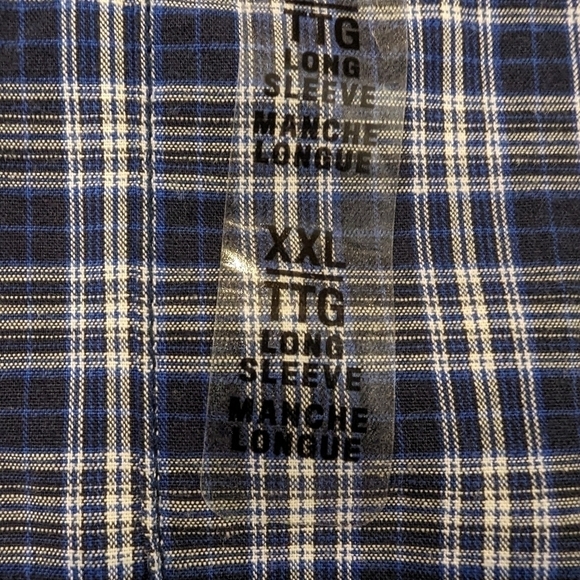 TTG
LONG
SLEEVE
MANCHE
LONGUE
XXL
TTG
LONG
SLEEVE
MANCHE
LONGUE